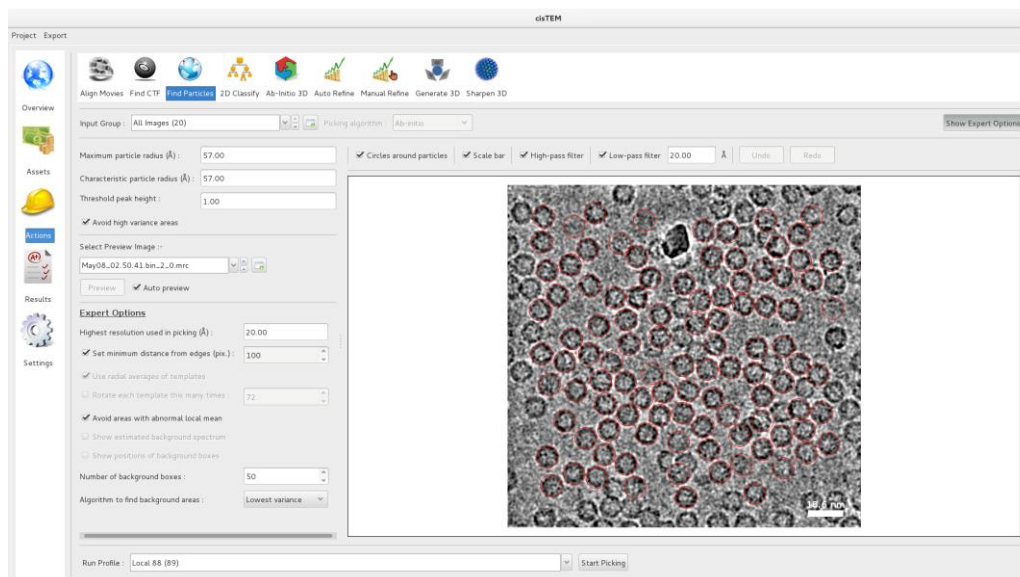 cisTEM
Project Export
Overview
Assets
Actions
Results
Settings
Align Movies Find CTF Find Particles 2D Classify Ab-Initio 3D Auto Refine Manual Refine Generate 3D Sharpen 3D
Input Group : All Images (20) Picking algorithm : Ab-initio Show Expert Options
Maximum particle radius (Å) : 57.00
Characteristic particle radius (Å) : 57.00
Threshold peak height : 1.00
Avoid high variance areas
Select Preview Image :-
May08_02.50.41.bin_2_0.mrc
Preview Auto preview
Expert Options
Highest resolution used in picking (Å) : 20.00
Set minimum distance from edges (pix.) : 100
Use radial averages of templates
Rotate each template this many times : 72
Avoid areas with abnormal local mean
Show estimated background spectrum
Show positions of background boxes
Number of background boxes : 50
Algorithm to find background areas : Lowest variance
Circles around particles Scale bar High-pass filter Low-pass filter 20.00 Å Undo Redo
nm
Run Profile : Local 88 (89) Start Picking